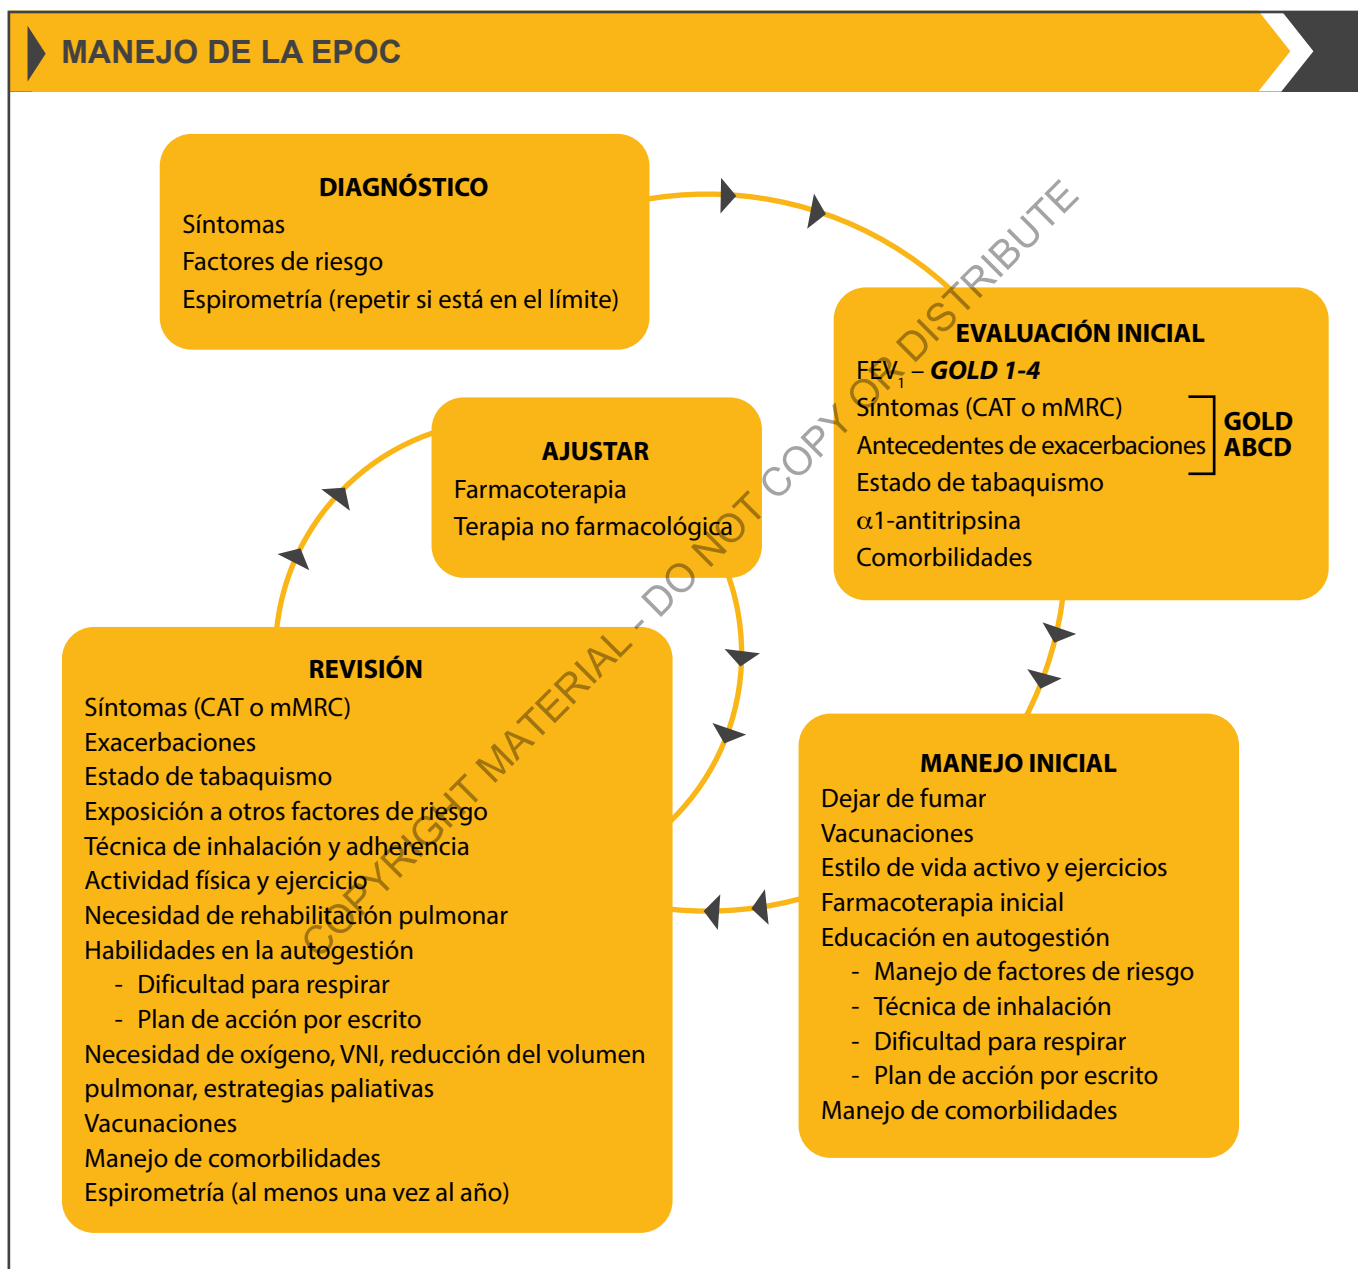 MANEJO DE LA EPOC
DIAGNÓSTICO
Síntomas
Factores de riesgo
Espirometría (repetir si está en el límite)
EVALUACIÓN INICIAL
FEV₁ – GOLD 1-4
Síntomas (CAT o mMRC)
Antecedentes de exacerbaciones
GOLD
ABCD
Estado de tabaquismo
α1-antitripsina
Comorbilidades
MANEJO INICIAL
Dejar de fumar
Vacunaciones
Estilo de vida activo y ejercicios
Farmacoterapia inicial
Educación en autogestión
- Manejo de factores de riesgo
- Técnica de inhalación
- Dificultad para respirar
- Plan de acción por escrito
Manejo de comorbilidades
REVISIÓN
Síntomas (CAT o mMRC)
Exacerbaciones
Estado de tabaquismo
Exposición a otros factores de riesgo
Técnica de inhalación y adherencia
Actividad física y ejercicio
Necesidad de rehabilitación pulmonar
Habilidades en la autogestión
- Dificultad para respirar
- Plan de acción por escrito
Necesidad de oxígeno, VNI, reducción del volumen
pulmonar, estrategias paliativas
Vacunaciones
Manejo de comorbilidades
Espirometría (al menos una vez al año)
AJUSTAR
Farmacoterapia
Terapia no farmacológica
COPYRIGHT MATERIAL - DO NOT COPY OR DISTRIBUTE